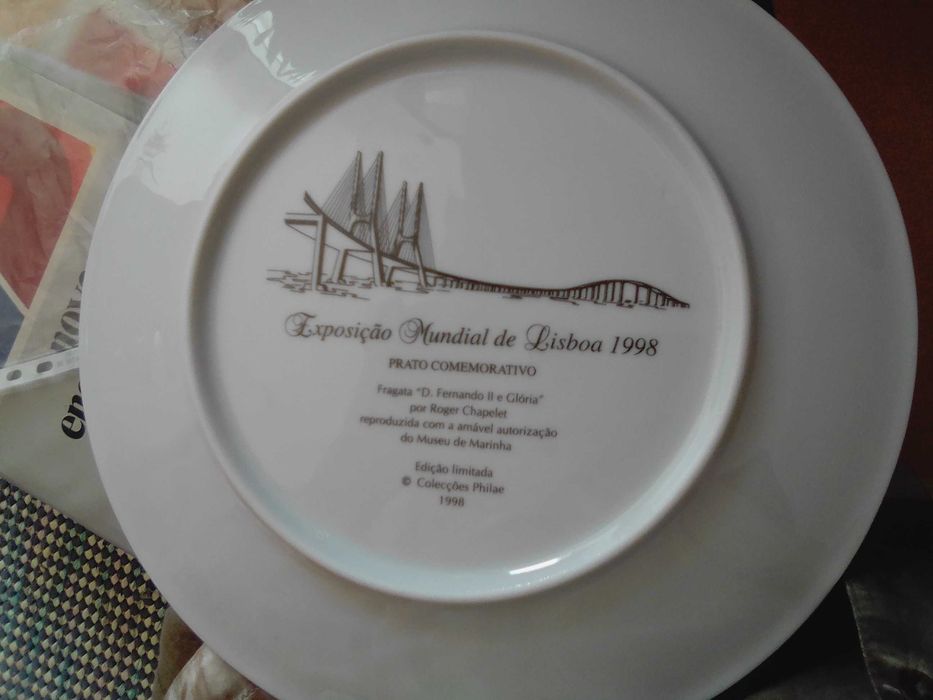 Exposição Mundial de Lisboa 1998
PRATO COMEMORATIVO
Fragata "D. Fernando II e Glória"
por Roger Chapelet
reproduzida com a amável autorização
do Museu de Marinha
Edição limitada
© Colecções Philae
1998